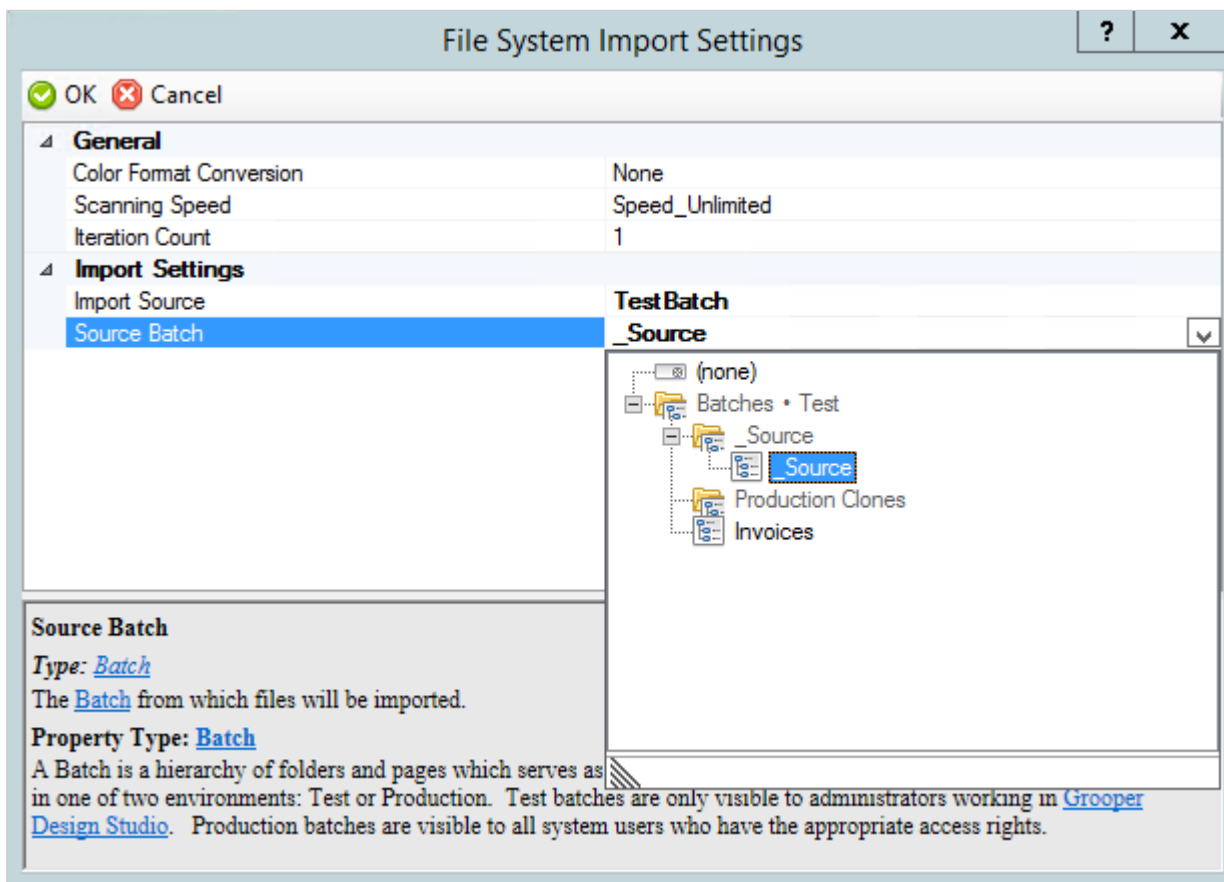 File System Import Settings ? x
OK Cancel
General
Color Format Conversion None
Scanning Speed Speed_Unlimited
Iteration Count 1
Import Settings
Import Source TestBatch
Source Batch _Source
(none)
Batches • Test
_Source
_Source
Production Clones
Invoices
Source Batch
Type: Batch
The Batch from which files will be imported.
Property Type: Batch
A Batch is a hierarchy of folders and pages which serves as
in one of two environments: Test or Production. Test batches are only visible to administrators working in Grooper
Design Studio. Production batches are visible to all system users who have the appropriate access rights.